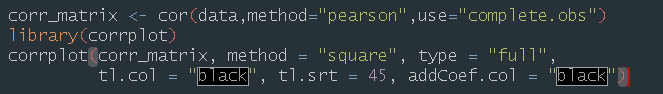 corr_matrix <- cor(data,method="pearson",use="complete.obs")
library(corrplot)
corrplot(corr_matrix, method = "square", type = "full",
tl.col = "black", tl.srt = 45, addCoef.col = "black")